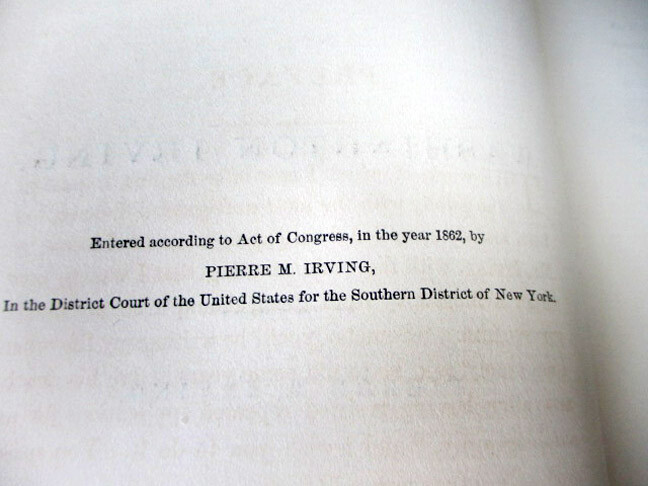 Entered according to Act of Congress, in the year 1862, by
PIERRE M. IRVING,
In the District Court of the United States for the Southern District of New York.